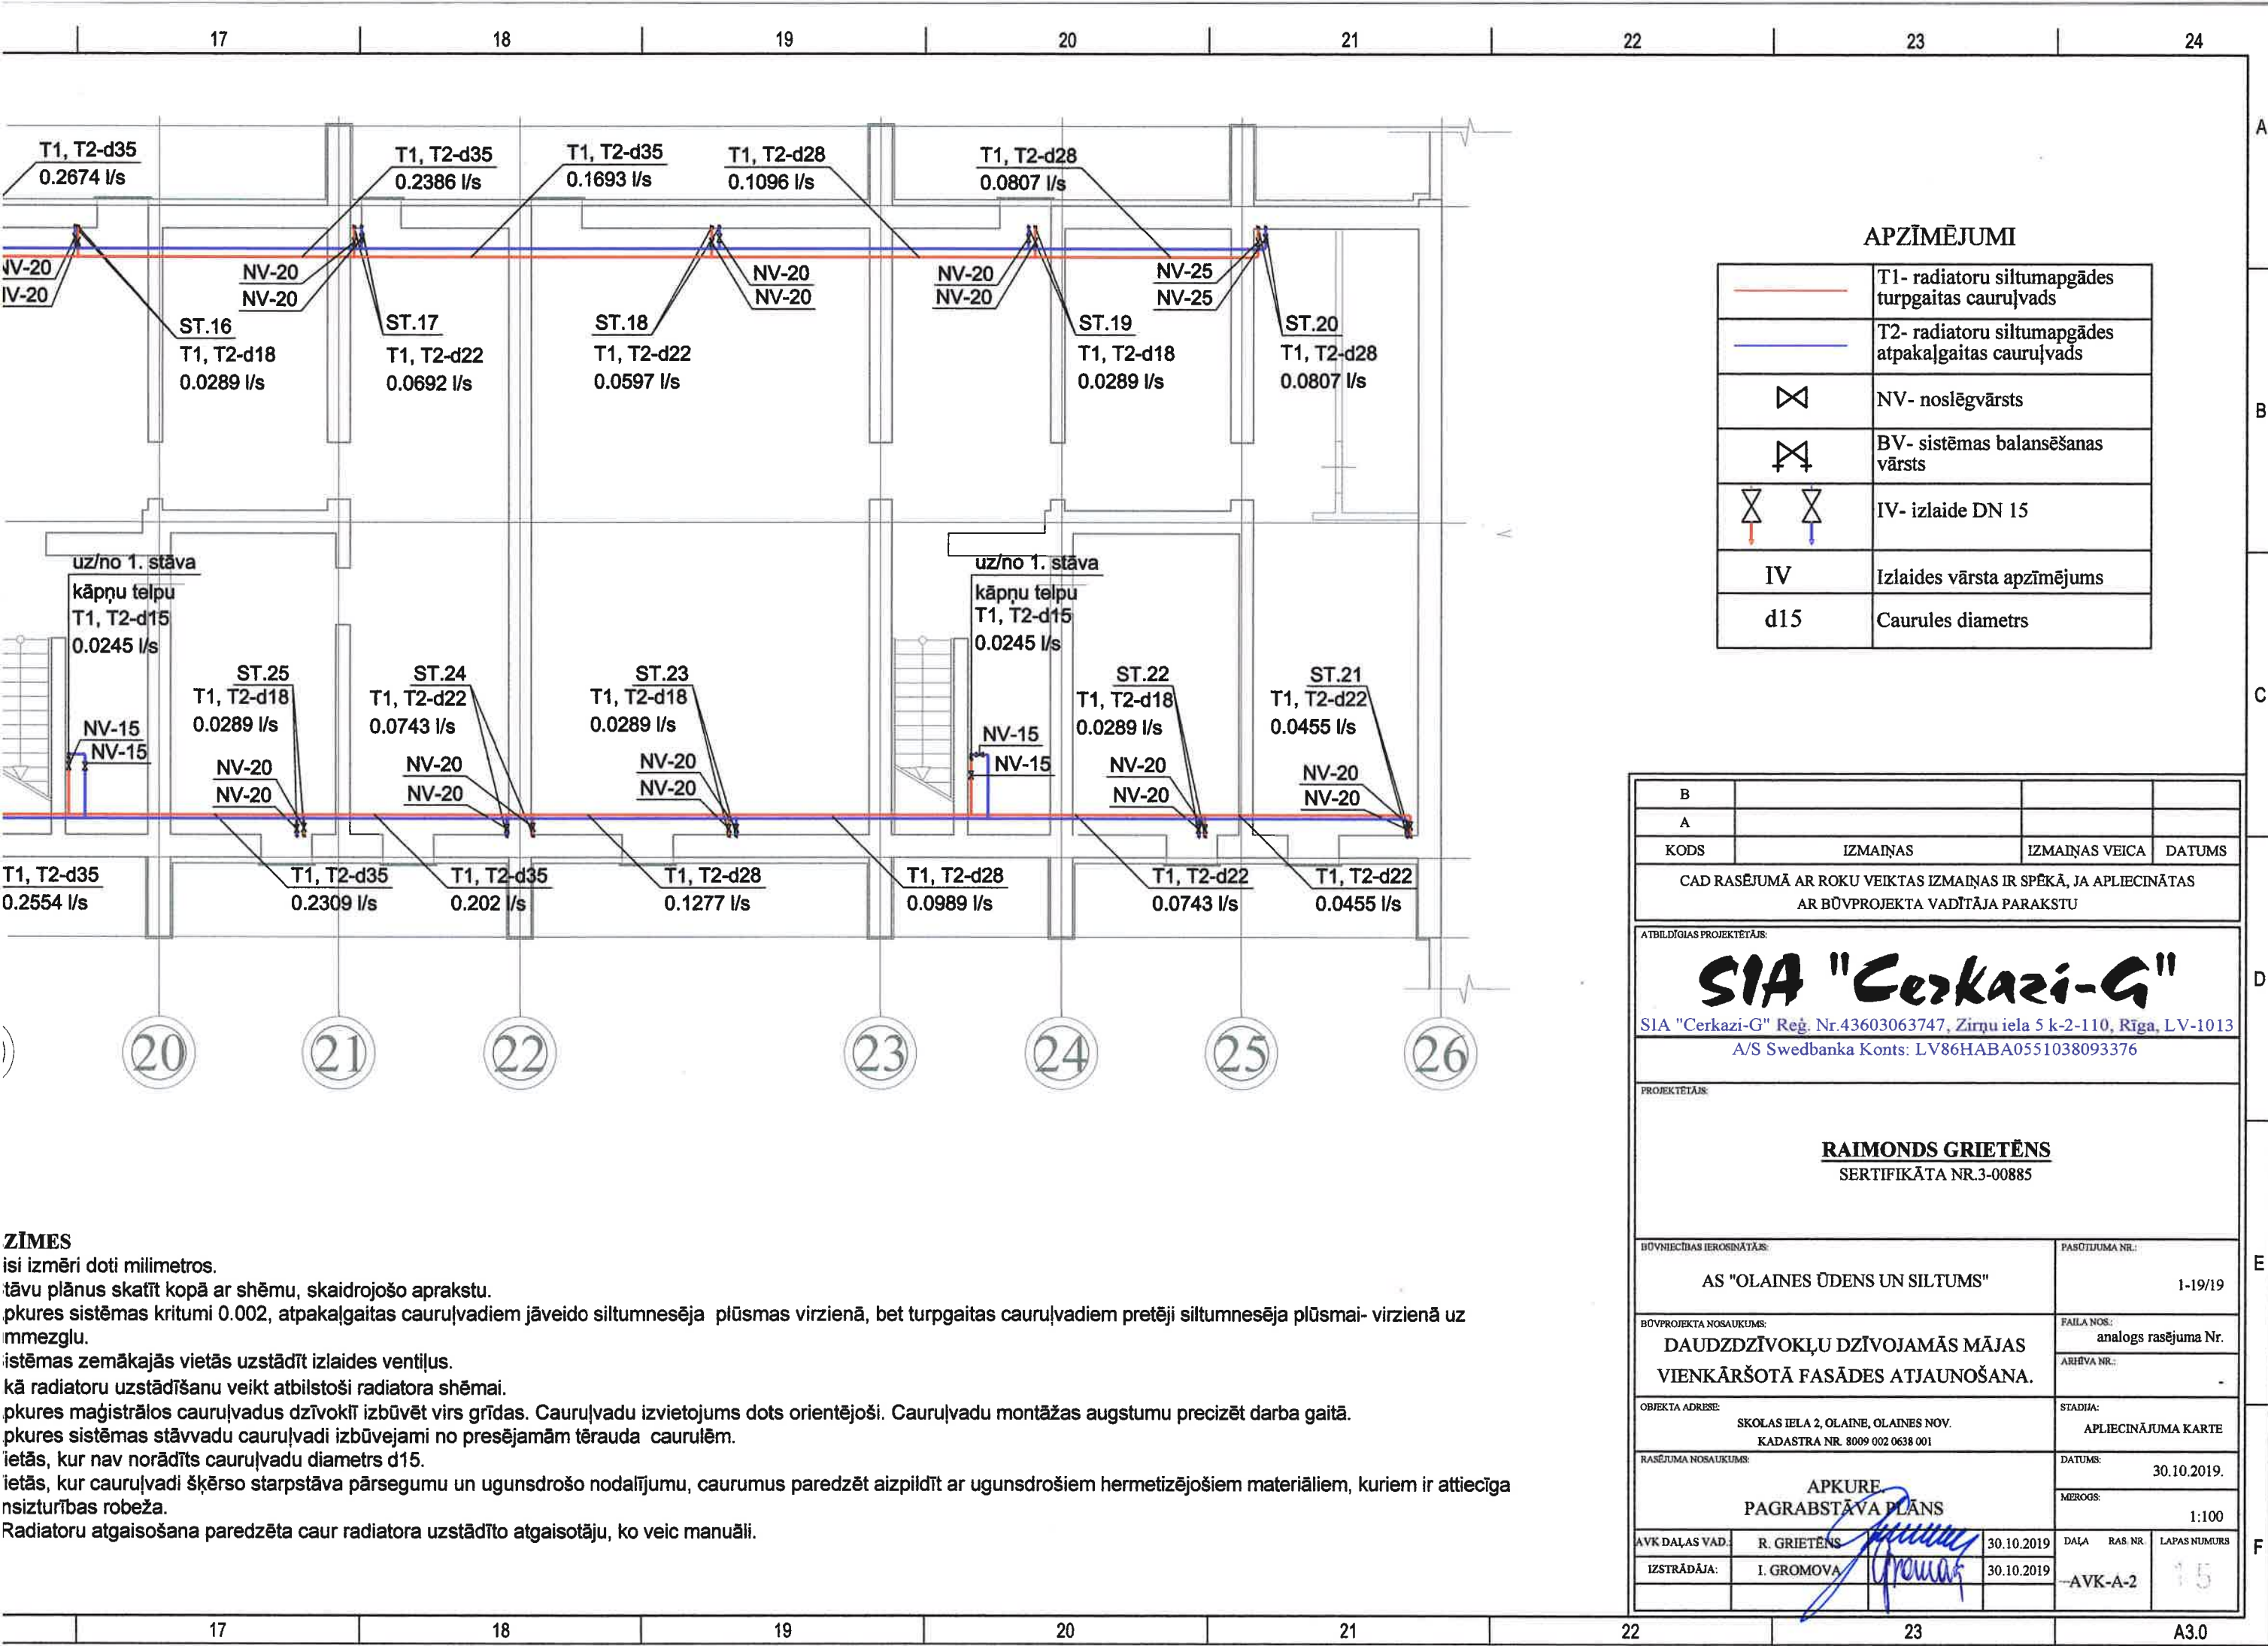 17 18 19 20 21 22 23 24
A
T1, T2-d35
0.2674 l/s
T1, T2-d35
0.2386 l/s
T1, T2-d35
0.1693 l/s
T1, T2-d28
0.1096 l/s
T1, T2-d28
0.0807 l/s
NV-20
IV-20
NV-20
NV-20
NV-20
NV-20
NV-20
NV-20
NV-25
NV-25
ST.16
T1, T2-d18
0.0289 l/s
ST.17
T1, T2-d22
0.0692 l/s
ST.18
T1, T2-d22
0.0597 l/s
ST.19
T1, T2-d18
0.0289 l/s
ST.20
T1, T2-d28
0.0807 l/s
APZĪMĒJUMI
T1- radiatoru siltumapgādes
turpgaitas cauruļvads
T2- radiatoru siltumapgādes
atpakaļgaitas cauruļvads
NV- noslēgvārsts
BV- sistēmas balansēšanas
vārsts
IV- izlaide DN 15
IV Izlaides vārsta apzīmējums
d15 Caurules diametrs
B
uz/no 1. stāva
kāpņu telpu
T1, T2-d15
0.0245 l/s
uz/no 1. stāva
kāpņu telpu
T1, T2-d15
0.0245 l/s
C
ST.25
T1, T2-d18
0.0289 l/s
ST.24
T1, T2-d22
0.0743 l/s
ST.23
T1, T2-d18
0.0289 l/s
ST.22
T1, T2-d18
0.0289 l/s
ST.21
T1, T2-d22
0.0455 l/s
NV-15
NV-15
NV-20
NV-20
NV-20
NV-20
NV-20
NV-20
NV-15
NV-15
NV-20
NV-20
NV-20
NV-20
T1, T2-d35
0.2554 l/s
T1, T2-d35
0.2309 l/s
T1, T2-d35
0.202 l/s
T1, T2-d28
0.1277 l/s
T1, T2-d28
0.0989 l/s
T1, T2-d22
0.0743 l/s
T1, T2-d22
0.0455 l/s
20 21 22 23 24 25 26
ZĪMES
isi izmēri doti milimetros.
tāvu plānus skatīt kopā ar shēmu, skaidrojošo aprakstu.
pkures sistēmas kritumi 0.002, atpakaļgaitas cauruļvadiem jāveido siltumnesēja plūsmas virzienā, bet turpgaitas cauruļvadiem pretēji siltumnesēja plūsmai- virzienā uz
mmezglu.
istēmas zemākajās vietās uzstādīt izlaides ventiļus.
kā radiatoru uzstādīšanu veikt atbilstoši radiatora shēmai.
pkures maģistrālos cauruļvadus dzīvoklī izbūvēt virs grīdas. Cauruļvadu izvietojums dots orientējoši. Cauruļvadu montāžas augstumu precizēt darba gaitā.
pkures sistēmas stāvvadu cauruļvadi izbūvejami no presējamām tērauda caurulēm.
ietās, kur nav norādīts cauruļvadu diametrs d15.
ietās, kur cauruļvadi šķērso starpstāva pārsegumu un ugunsdrošo nodalījumu, caurumus paredzēt aizpildīt ar ugunsdrošiem hermetizējošiem materiāliem, kuriem ir attiecīga
nsizturības robeža.
Radiatoru atgaisošana paredzēta caur radiatora uzstādīto atgaisotāju, ko veic manuāli.
B
A
KODS IZMAIŅAS IZMAIŅAS VEICA DATUMS
CAD RASĒJUMĀ AR ROKU VEIKTAS IZMAIŅAS IR SPĒKĀ, JA APLIECINĀTAS
AR BŪVPROJEKTA VADĪTĀJA PARAKSTU
ATBILDĪGIAS PROJEKTĒTĀJS:
SIA "Cerkazi-G"
SIA "Cerkazi-G" Reģ. Nr.43603063747, Zirņu iela 5 k-2-110, Rīga, LV-1013
A/S Swedbanka Konts: LV86HABA0551038093376
D
PROJEKTĒTĀJS:
RAIMONDS GRIETĒNS
SERTIFIKĀTA NR.3-00885
BŪVNIECĪBAS IEROSINĀTĀJS:
AS "OLAINES ŪDENS UN SILTUMS"
PASŪTIJUMA NR.:
1-19/19
E
BŪVPROJEKTA NOSAUKUMS:
DAUDZDZĪVOKĻU DZĪVOJAMĀS MĀJAS
VIENKĀRŠOTĀ FASĀDES ATJAUNOŠANA.
FAILA NOS.:
analogs rasējuma Nr.
ARHĪVA NR.:
-
OBJEKTA ADRESE:
SKOLAS IELA 2, OLAINE, OLAINES NOV.
KADASTRA NR. 8009 002 0638 001
STADIJA:
APLIECINĀJUMA KARTE
RASĒJUMA NOSAUKUMS:
APKURE.
PAGRABSTĀVA PLĀNS
DATUMS:
30.10.2019.
MEROGS:
1:100
AVK DAĻAS VAD.: R. GRIETĒNS 30.10.2019
IZSTRĀDĀJA: I. GROMOVA 30.10.2019
DAĻA RAS. NR. LAPAS NUMURS
AVK-A-2 15
F
17 18 19 20 21 22 23 A3.0